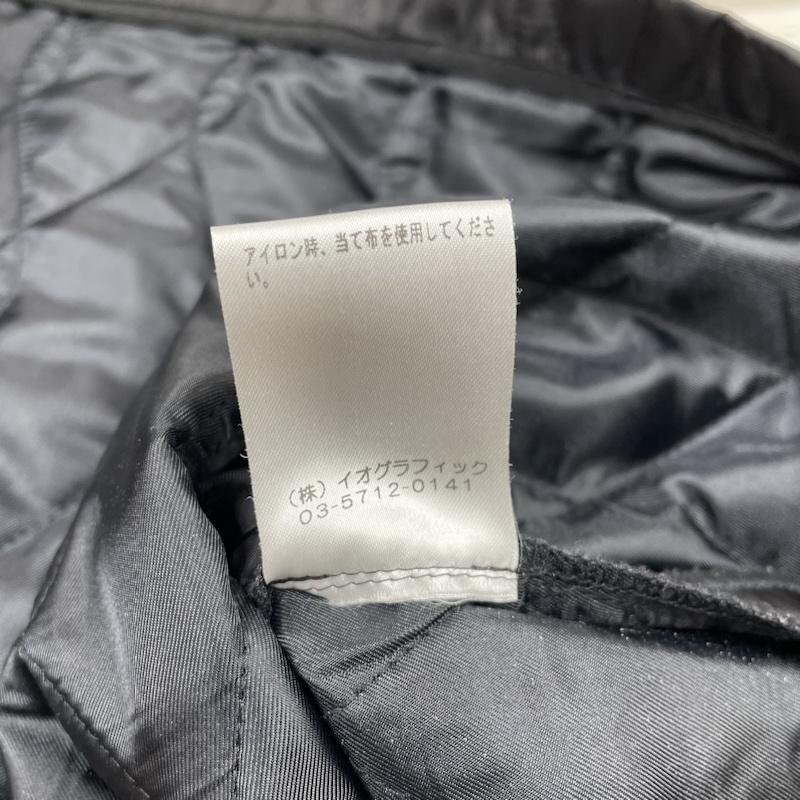 アイロン時、当て布を使用してくださ
い。
(株)イオグラフィック
03-5712-0141